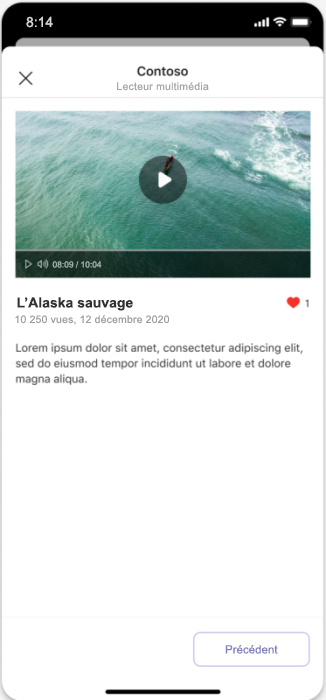 8:14
Contoso
Lecteur multimédia
08:09 / 10:04
L'Alaska sauvage
1
10 250 vues, 12 décembre 2020
Lorem ipsum dolor sit amet, consectetur adipiscing elit,
sed do eiusmod tempor incididunt ut labore et dolore
magna aliqua.
Précédent